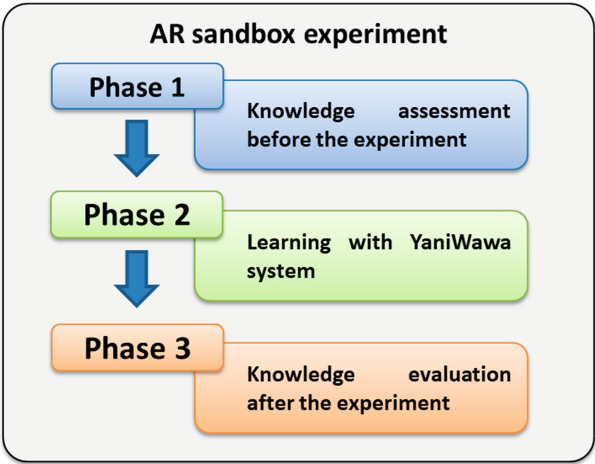 AR sandbox experiment
Phase 1
Knowledge assessment
before the experiment
Phase 2
Learning with YaniWawa
system
Phase 3
Knowledge evaluation
after the experiment